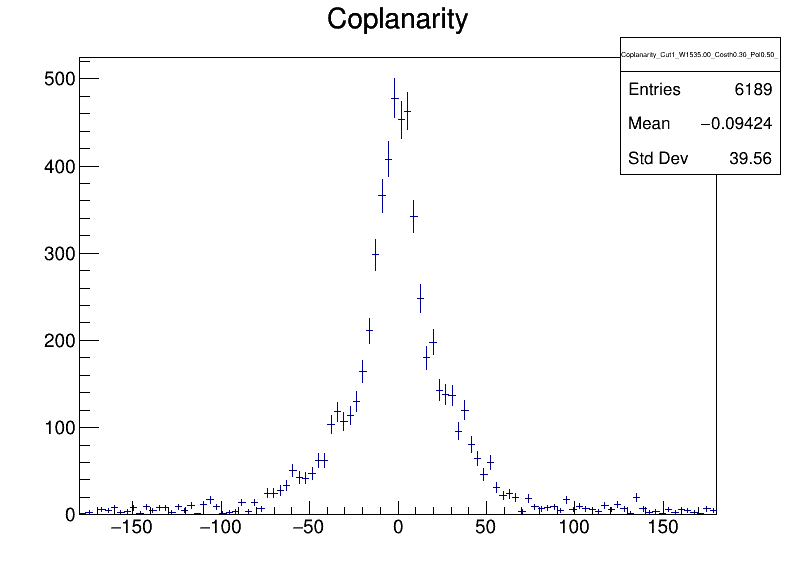 Coplanarity
Coplanarity_Cut1_W1535.00_Costh0.30_Pol0.50_
Entries 6189
Mean −0.09424
Std Dev 39.56
500
400
300
200
100
0
−150 −100 −50 0 50 100 150